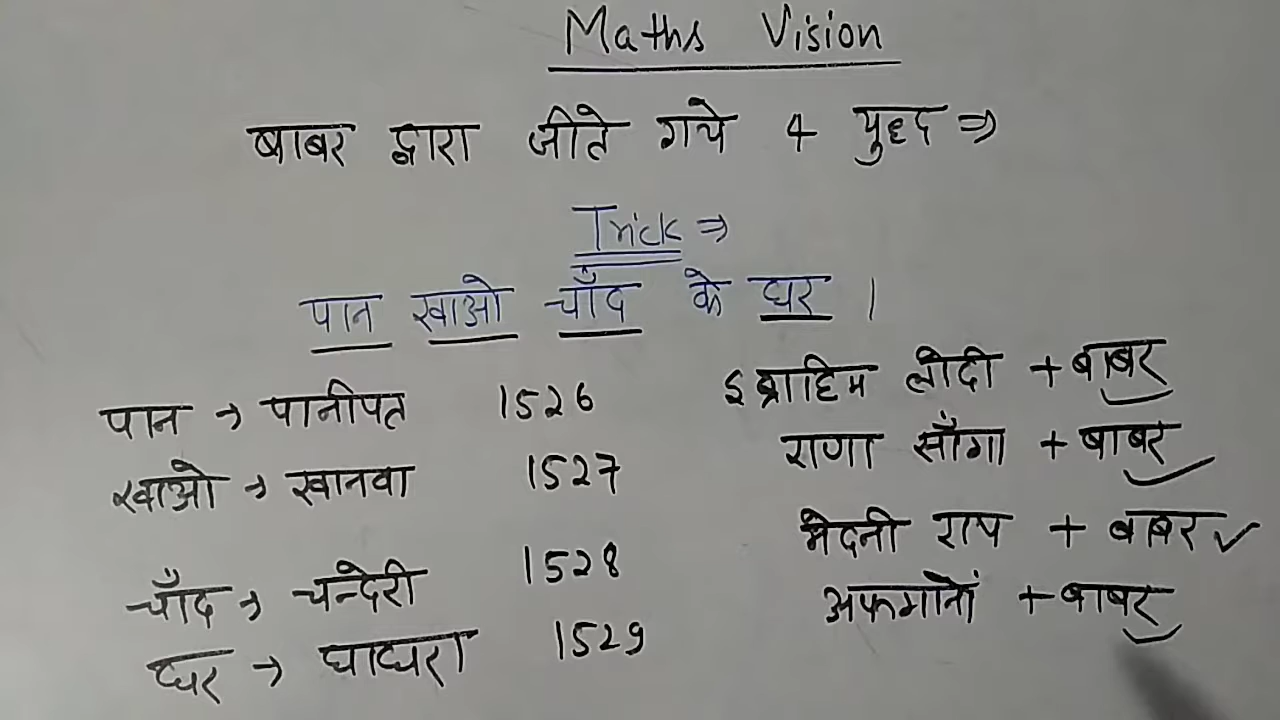 Maths Vision
बाबर द्वारा जीते गये 4 युद्द ⇒
Trick ⇒
पान खाओ चाँद के घर ।
पान → पानीपत 1526 इब्राहिम लोदी + बाबर
खाओ → खानवा 1527 राणा साँगा + बाबर ✓
चाँद → चन्देरी 1528 मेदनी राय + बाबर ✓
घर → घाघरा 1529 अफगानों + बाबर